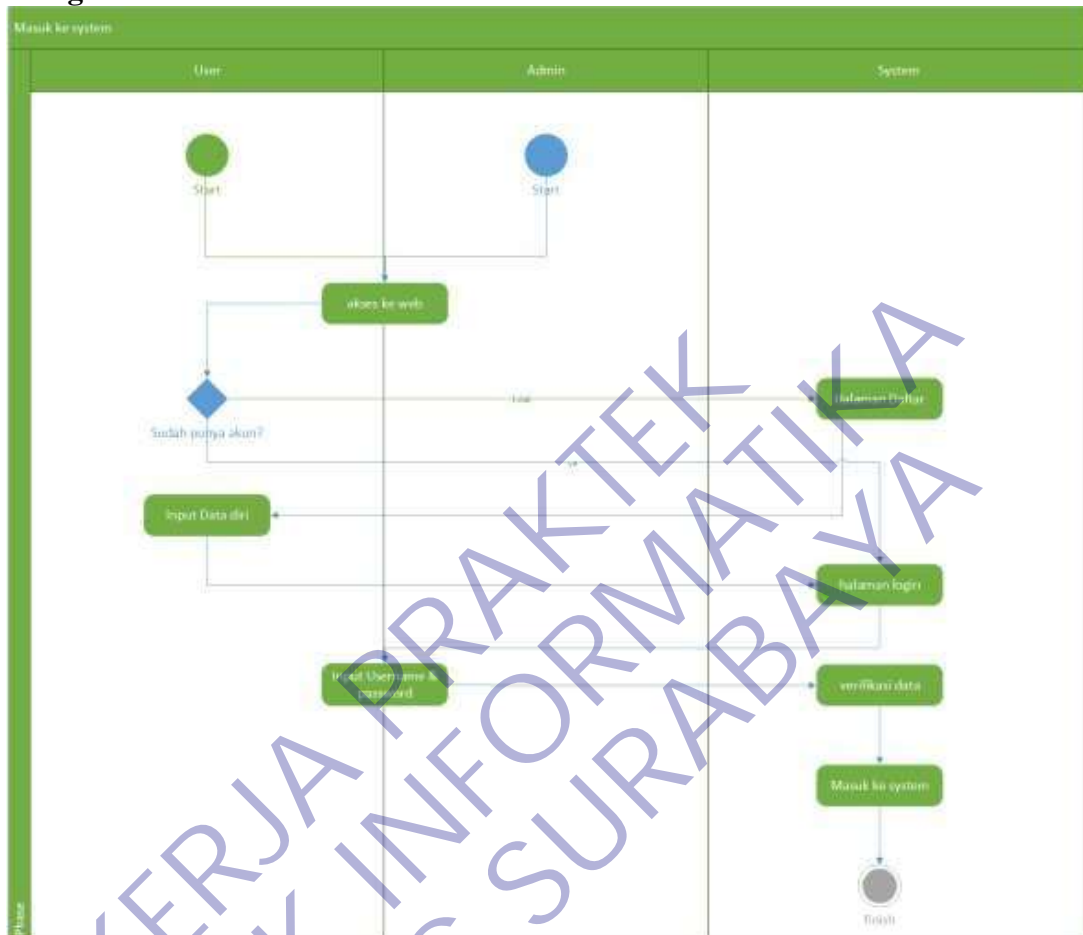 Masuk ke system
User
Admin
System
Start
Start
akses ke web
Halaman Daftar
Sudah punya akun?
Input Data diri
halaman login
Input Username &
password
verifikasi data
Masuk ke system
Finish
Phase
KERJA PRAKTEK
INFORMATIKA
SURABAYA